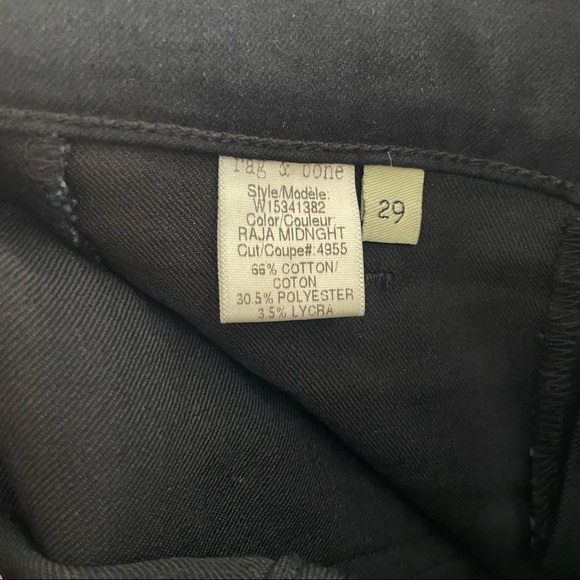 rag & bone
Style/Modèle:
W15341382
Color/Couleur:
RAJA MIDNGHT
Cut/Coupe#: 4955
66% COTTON/
COTON
30.5% POLYESTER
3.5% LYCRA
29